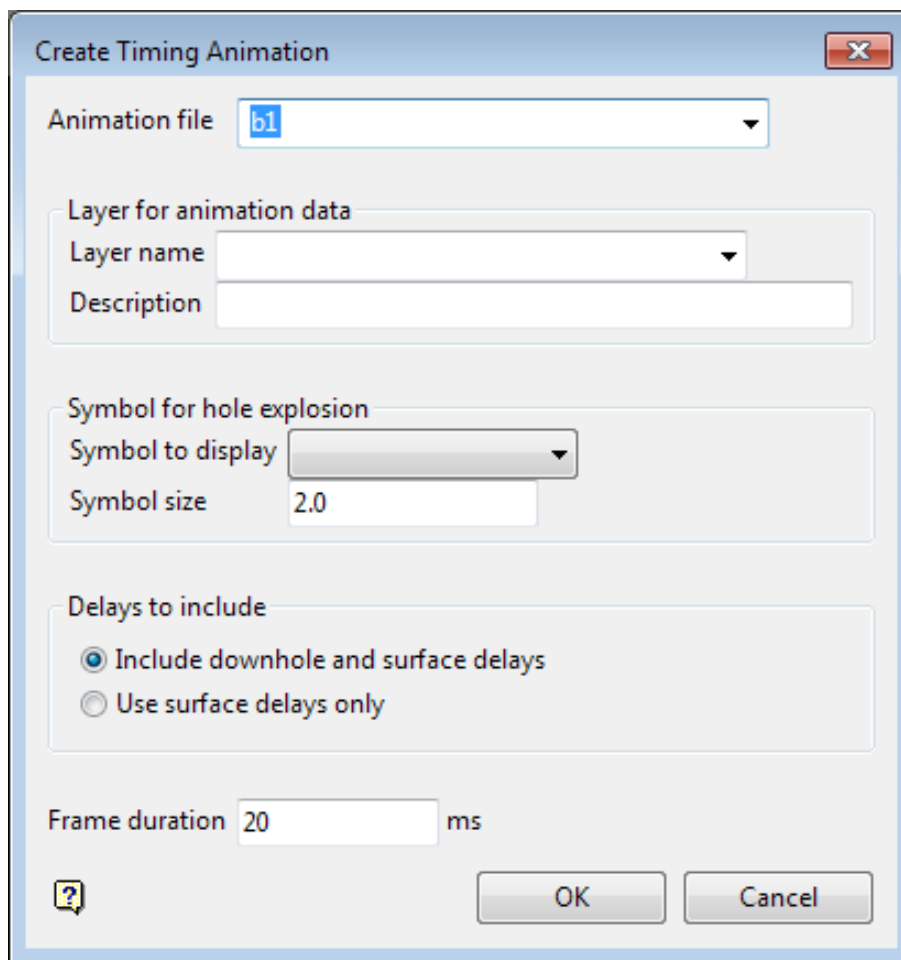 Create Timing Animation
Animation file b1
Layer for animation data
Layer name
Description
Symbol for hole explosion
Symbol to display
Symbol size 2.0
Delays to include
Include downhole and surface delays
Use surface delays only
Frame duration 20 ms
? OK Cancel